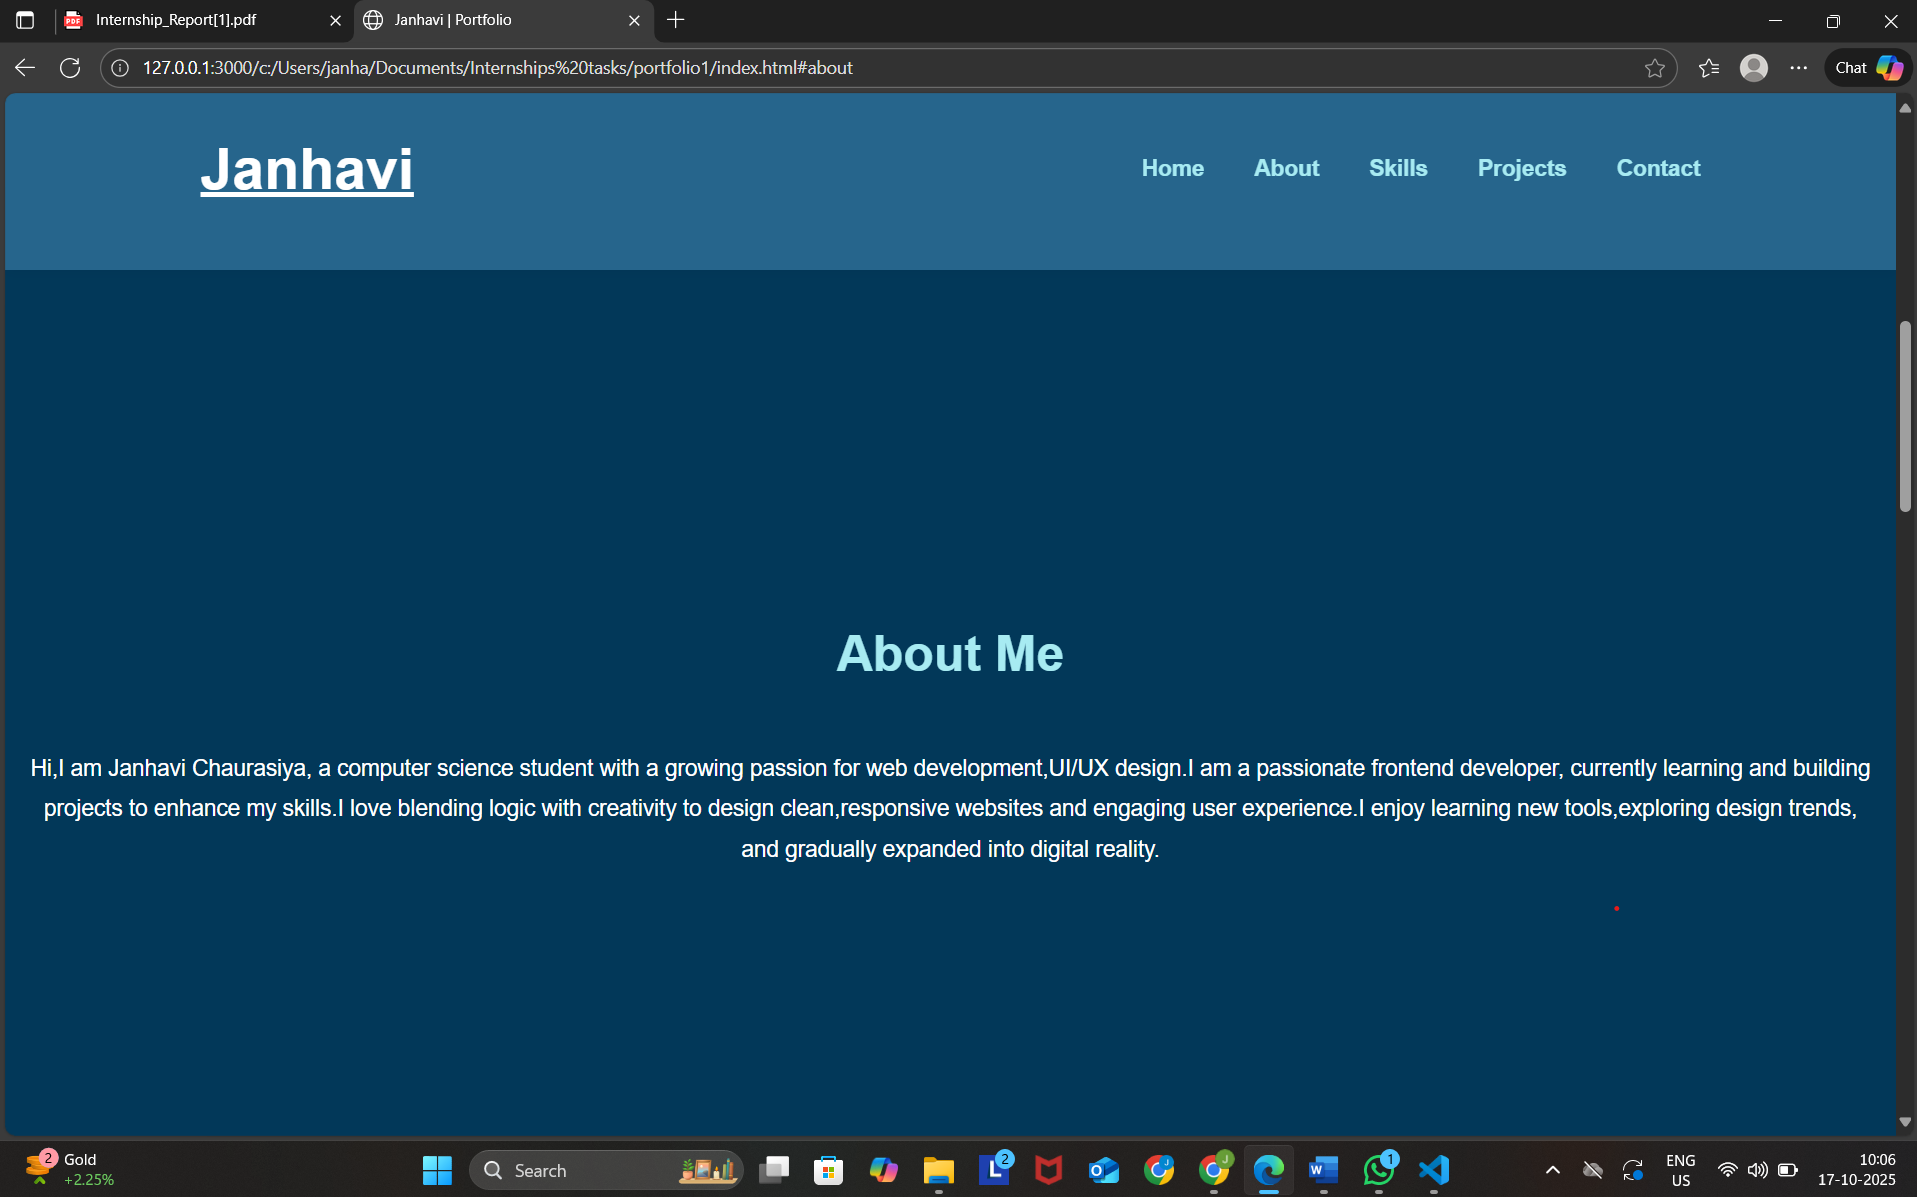 Internship_Report[1].pdf
Janhavi | Portfolio
127.0.0.1:3000/c:/Users/janha/Documents/Internships%20tasks/portfolio1/index.html#about
Chat
Janhavi
Home About Skills Projects Contact
About Me
Hi,I am Janhavi Chaurasiya, a computer science student with a growing passion for web development,UI/UX design.I am a passionate frontend developer, currently learning and building
projects to enhance my skills.I love blending logic with creativity to design clean,responsive websites and engaging user experience.I enjoy learning new tools,exploring design trends,
and gradually expanded into digital reality.
2 Gold
+2.25%
Search
2
1
ENG
US
10:06
17-10-2025